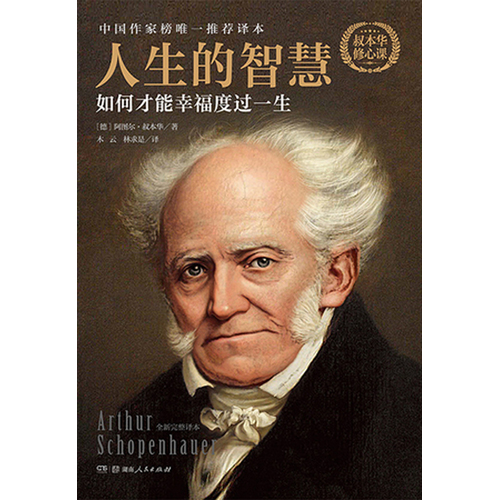 中国作家榜唯一推荐译本
人生的智慧
叔本华
修心课
如何才能幸福度过一生
[德] 阿图尔·叔本华／著
木 云 林求是／译
Arthur
全新完整译本
Schopenhauer
湖南人民出版社